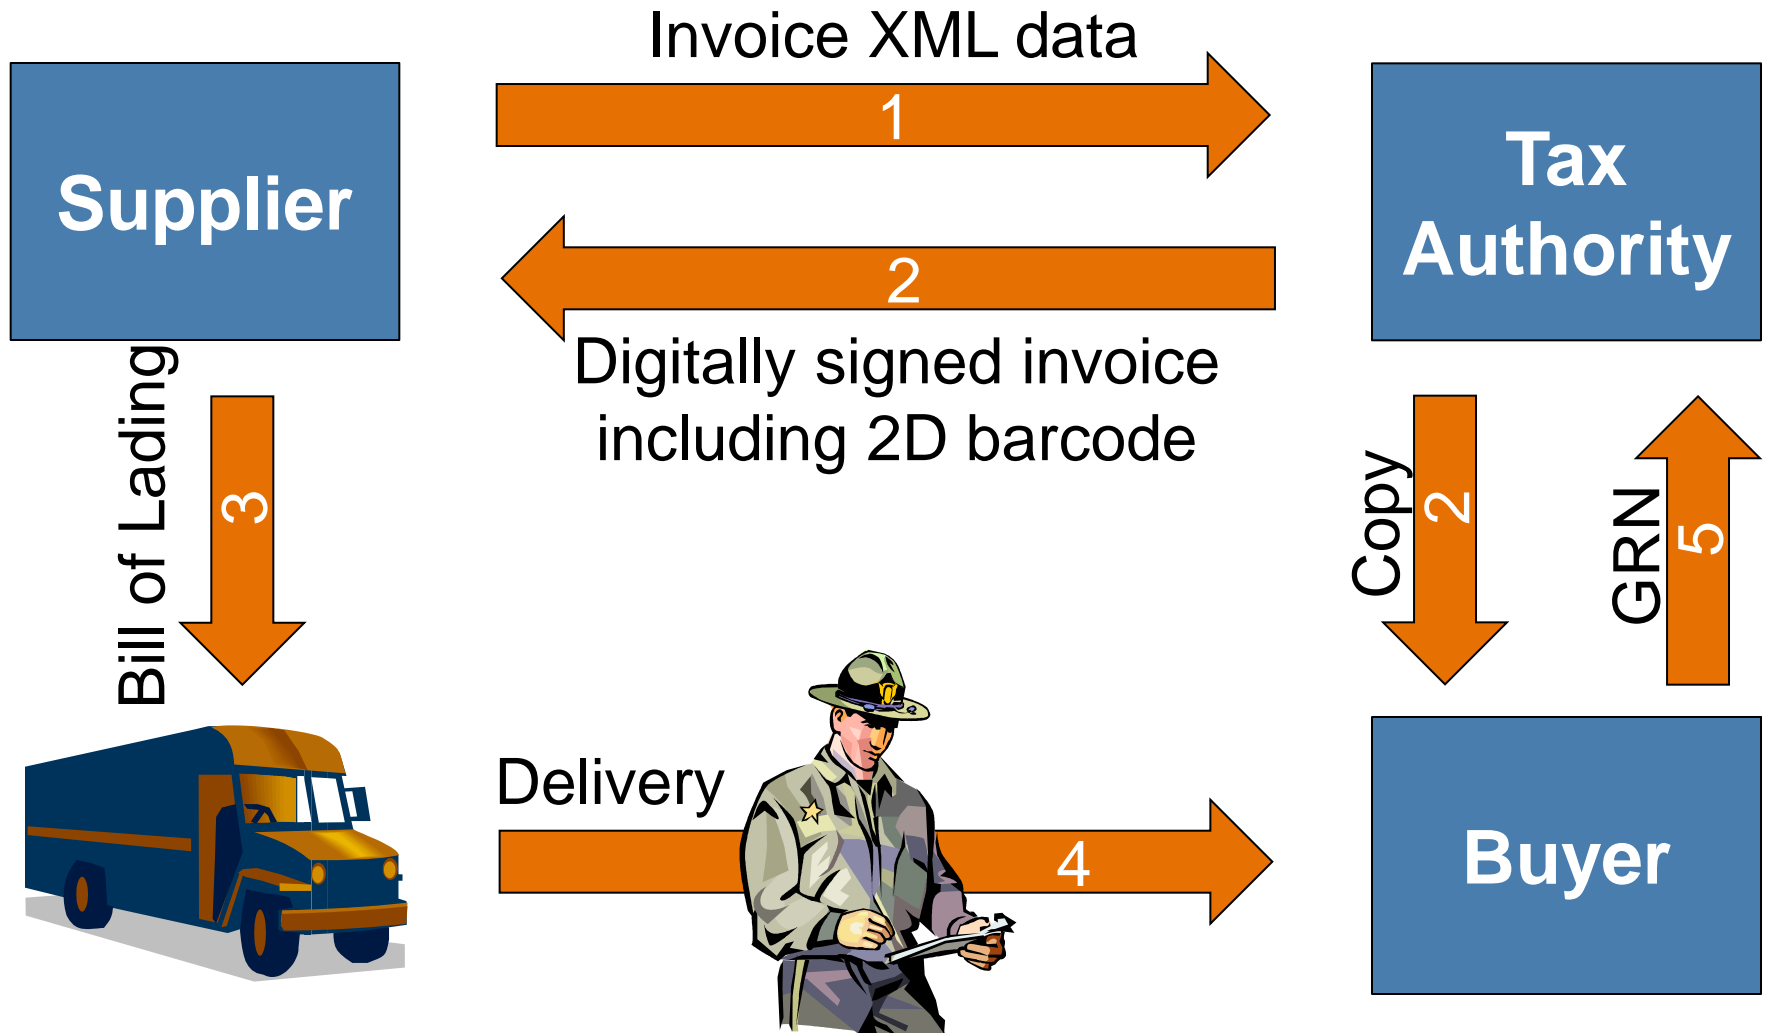 Invoice XML data
1
Supplier
Tax
Authority
2
Digitally signed invoice
including 2D barcode
Bill of Lading
3
Copy
2
GRN
5
Delivery
4
Buyer